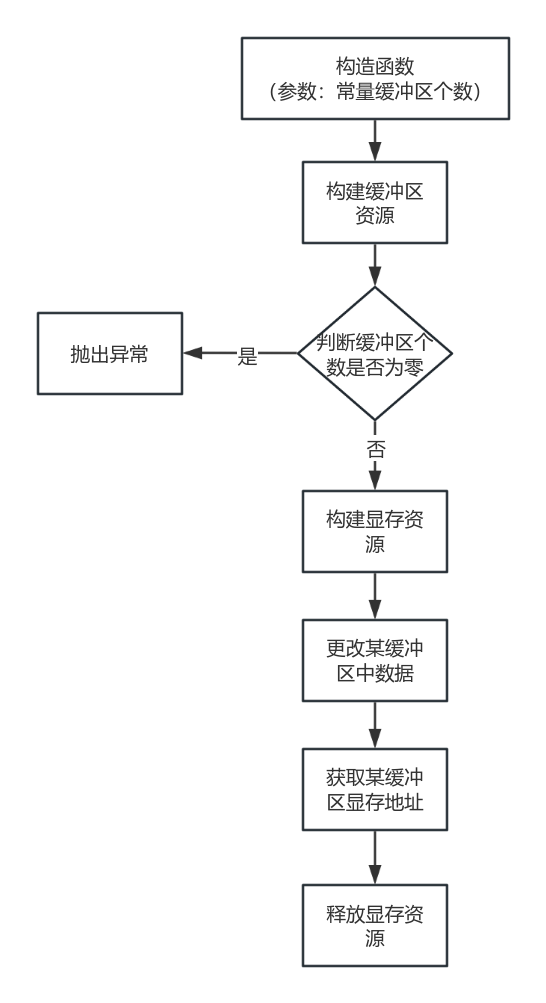 构造函数
（参数：常量缓冲区个数）
构建缓冲区
资源
判断缓冲区个
数是否为零
是
抛出异常
否
构建显存资
源
更改某缓冲
区中数据
获取某缓冲
区显存地址
释放显存资
源